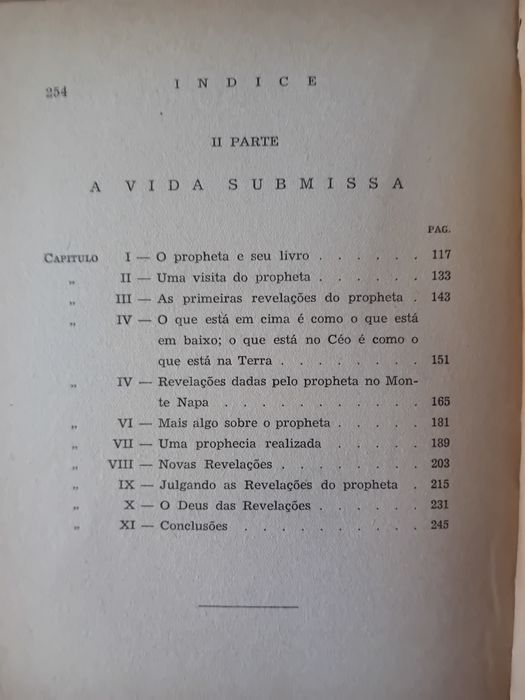 254
I N D I C E
II PARTE
A V I D A S U B M I S S A
PAG.
CAPITULO I — O propheta e seu livro . . . . . . 117
„ II — Uma visita do propheta . . . . . . 133
„ III — As primeiras revelações do propheta . 143
„ IV — O que está em cima é como o que está
em baixo; o que está no Céo é como o
que está na Terra . . . . . . . . 151
„ IV — Revelações dadas pelo propheta no Mon-
te Napa . . . . . . . . . . 165
„ VI — Mais algo sobre o propheta . . . . . 181
„ VII — Uma prophecia realizada . . . . . 189
„ VIII — Novas Revelações . . . . . . . . 203
„ IX — Julgando as Revelações do propheta . 215
„ X — O Deus das Revelações . . . . . . 231
„ XI — Conclusões . . . . . . . . . 245